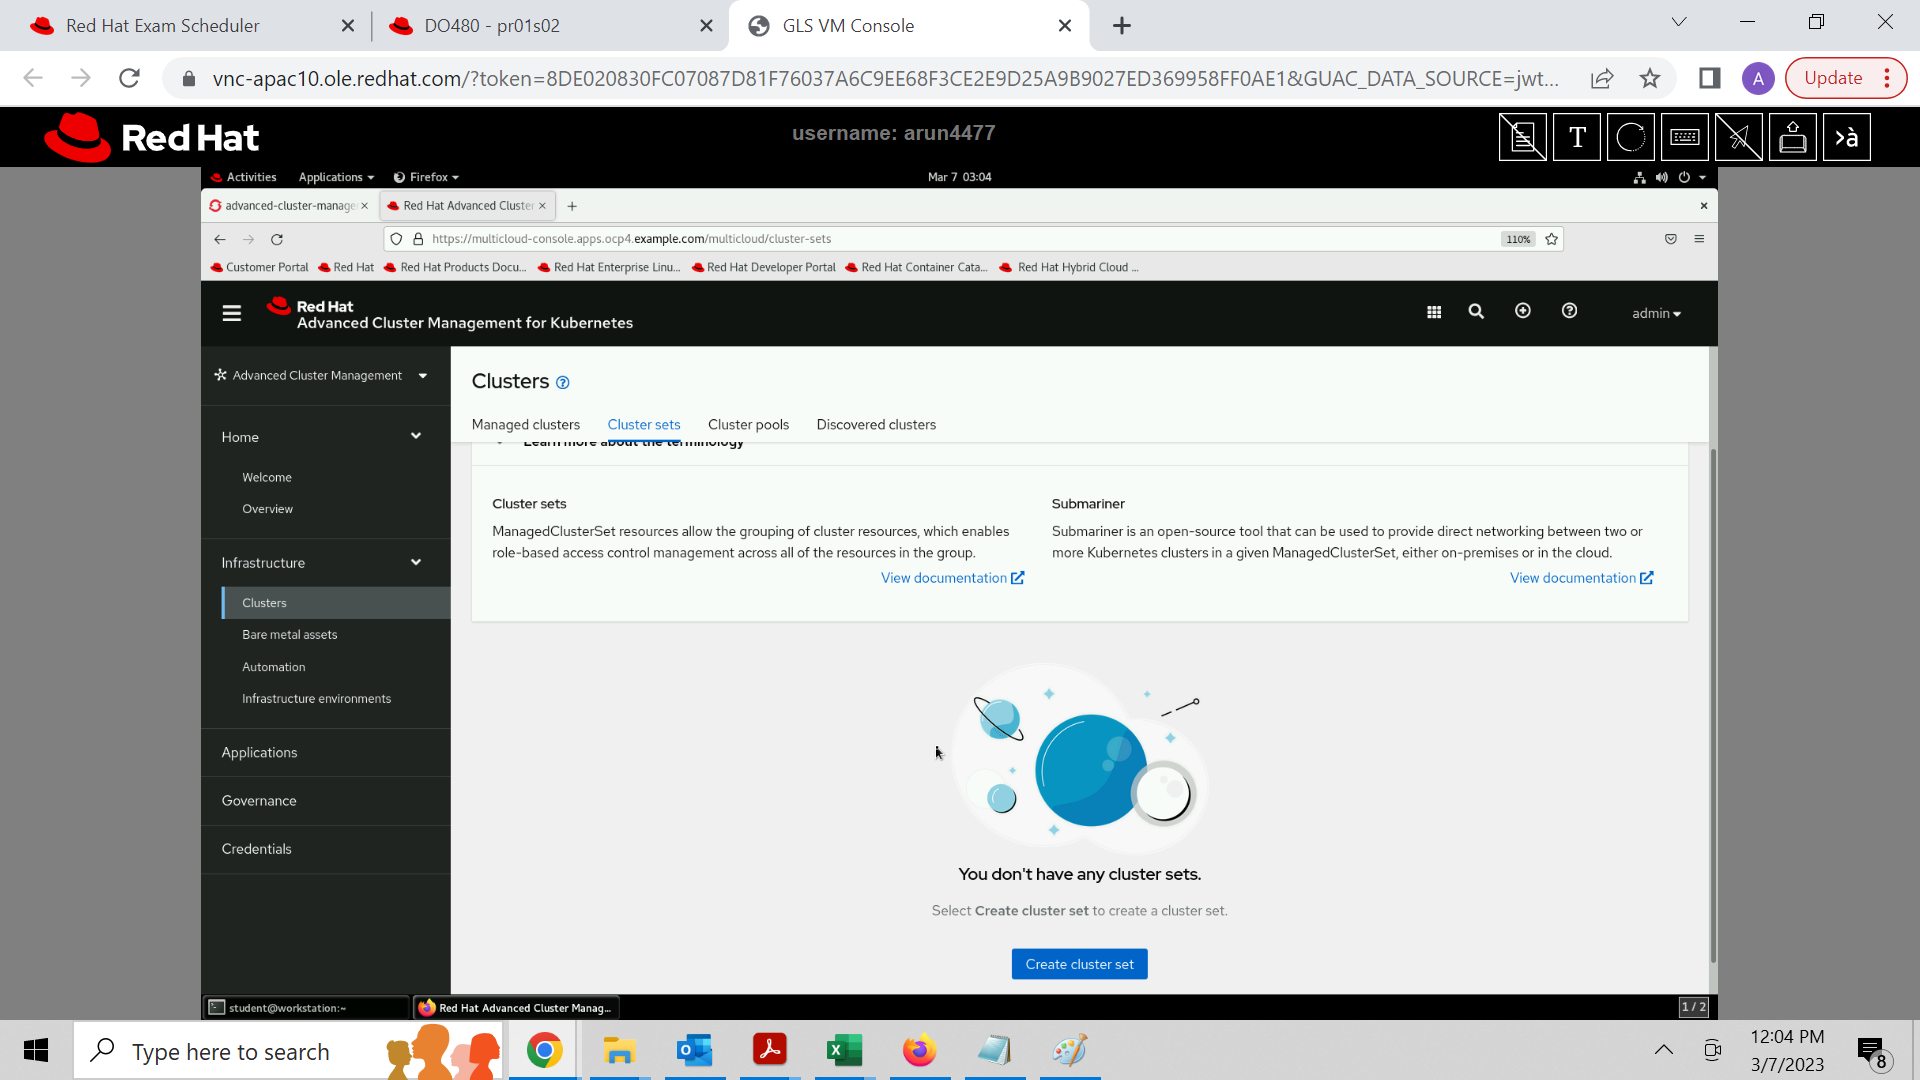 Red Hat Exam Scheduler
DO480 - pr01s02
GLS VM Console
vnc-apac10.ole.redhat.com/?token=8DE020830FC07087D81F76037A6C9EE68F3CE2E9D25A9B9027ED369958FF0AE1&GUAC_DATA_SOURCE=jwt...
A
Update
Red Hat
username: arun4477
T
›à
Activities
Applications
Firefox
Mar 7 03:04
advanced-cluster-manage
Red Hat Advanced Cluster
https://multicloud-console.apps.ocp4.example.com/multicloud/cluster-sets
110%
Customer Portal
Red Hat
Red Hat Products Docu...
Red Hat Enterprise Linu...
Red Hat Developer Portal
Red Hat Container Cata...
Red Hat Hybrid Cloud ...
Red Hat
Advanced Cluster Management for Kubernetes
admin
Advanced Cluster Management
Home
Welcome
Overview
Infrastructure
Clusters
Bare metal assets
Automation
Infrastructure environments
Applications
Governance
Credentials
Clusters
Managed clusters
Cluster sets
Cluster pools
Discovered clusters
Learn more about the terminology
Cluster sets
ManagedClusterSet resources allow the grouping of cluster resources, which enables
role-based access control management across all of the resources in the group.
View documentation
Submariner
Submariner is an open-source tool that can be used to provide direct networking between two or
more Kubernetes clusters in a given ManagedClusterSet, either on-premises or in the cloud.
View documentation
You don't have any cluster sets.
Select Create cluster set to create a cluster set.
Create cluster set
student@workstation:~
Red Hat Advanced Cluster Manag...
1 / 2
Type here to search
12:04 PM
3/7/2023
8